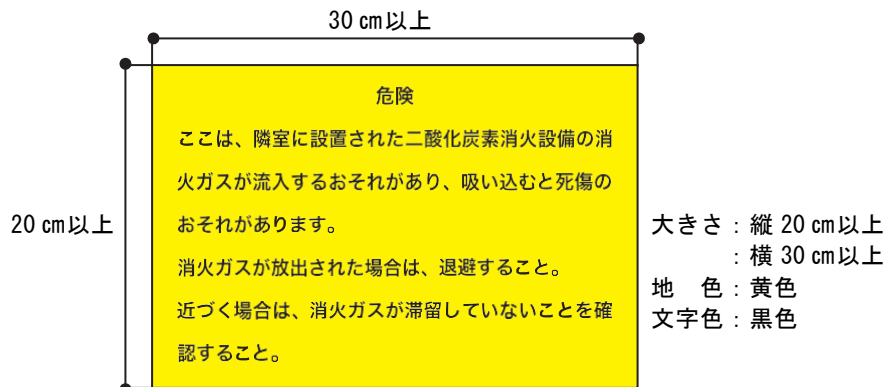 30 ㎝以上
危険
ここは、隣室に設置された二酸化炭素消火設備の消
火ガスが流入するおそれがあり、吸い込むと死傷の
おそれがあります。
消火ガスが放出された場合は、退避すること。
近づく場合は、消火ガスが滞留していないことを確
認すること。
20 ㎝以上
大きさ：縦 20 ㎝以上
：横 30 ㎝以上
地　色：黄色
文字色：黒色